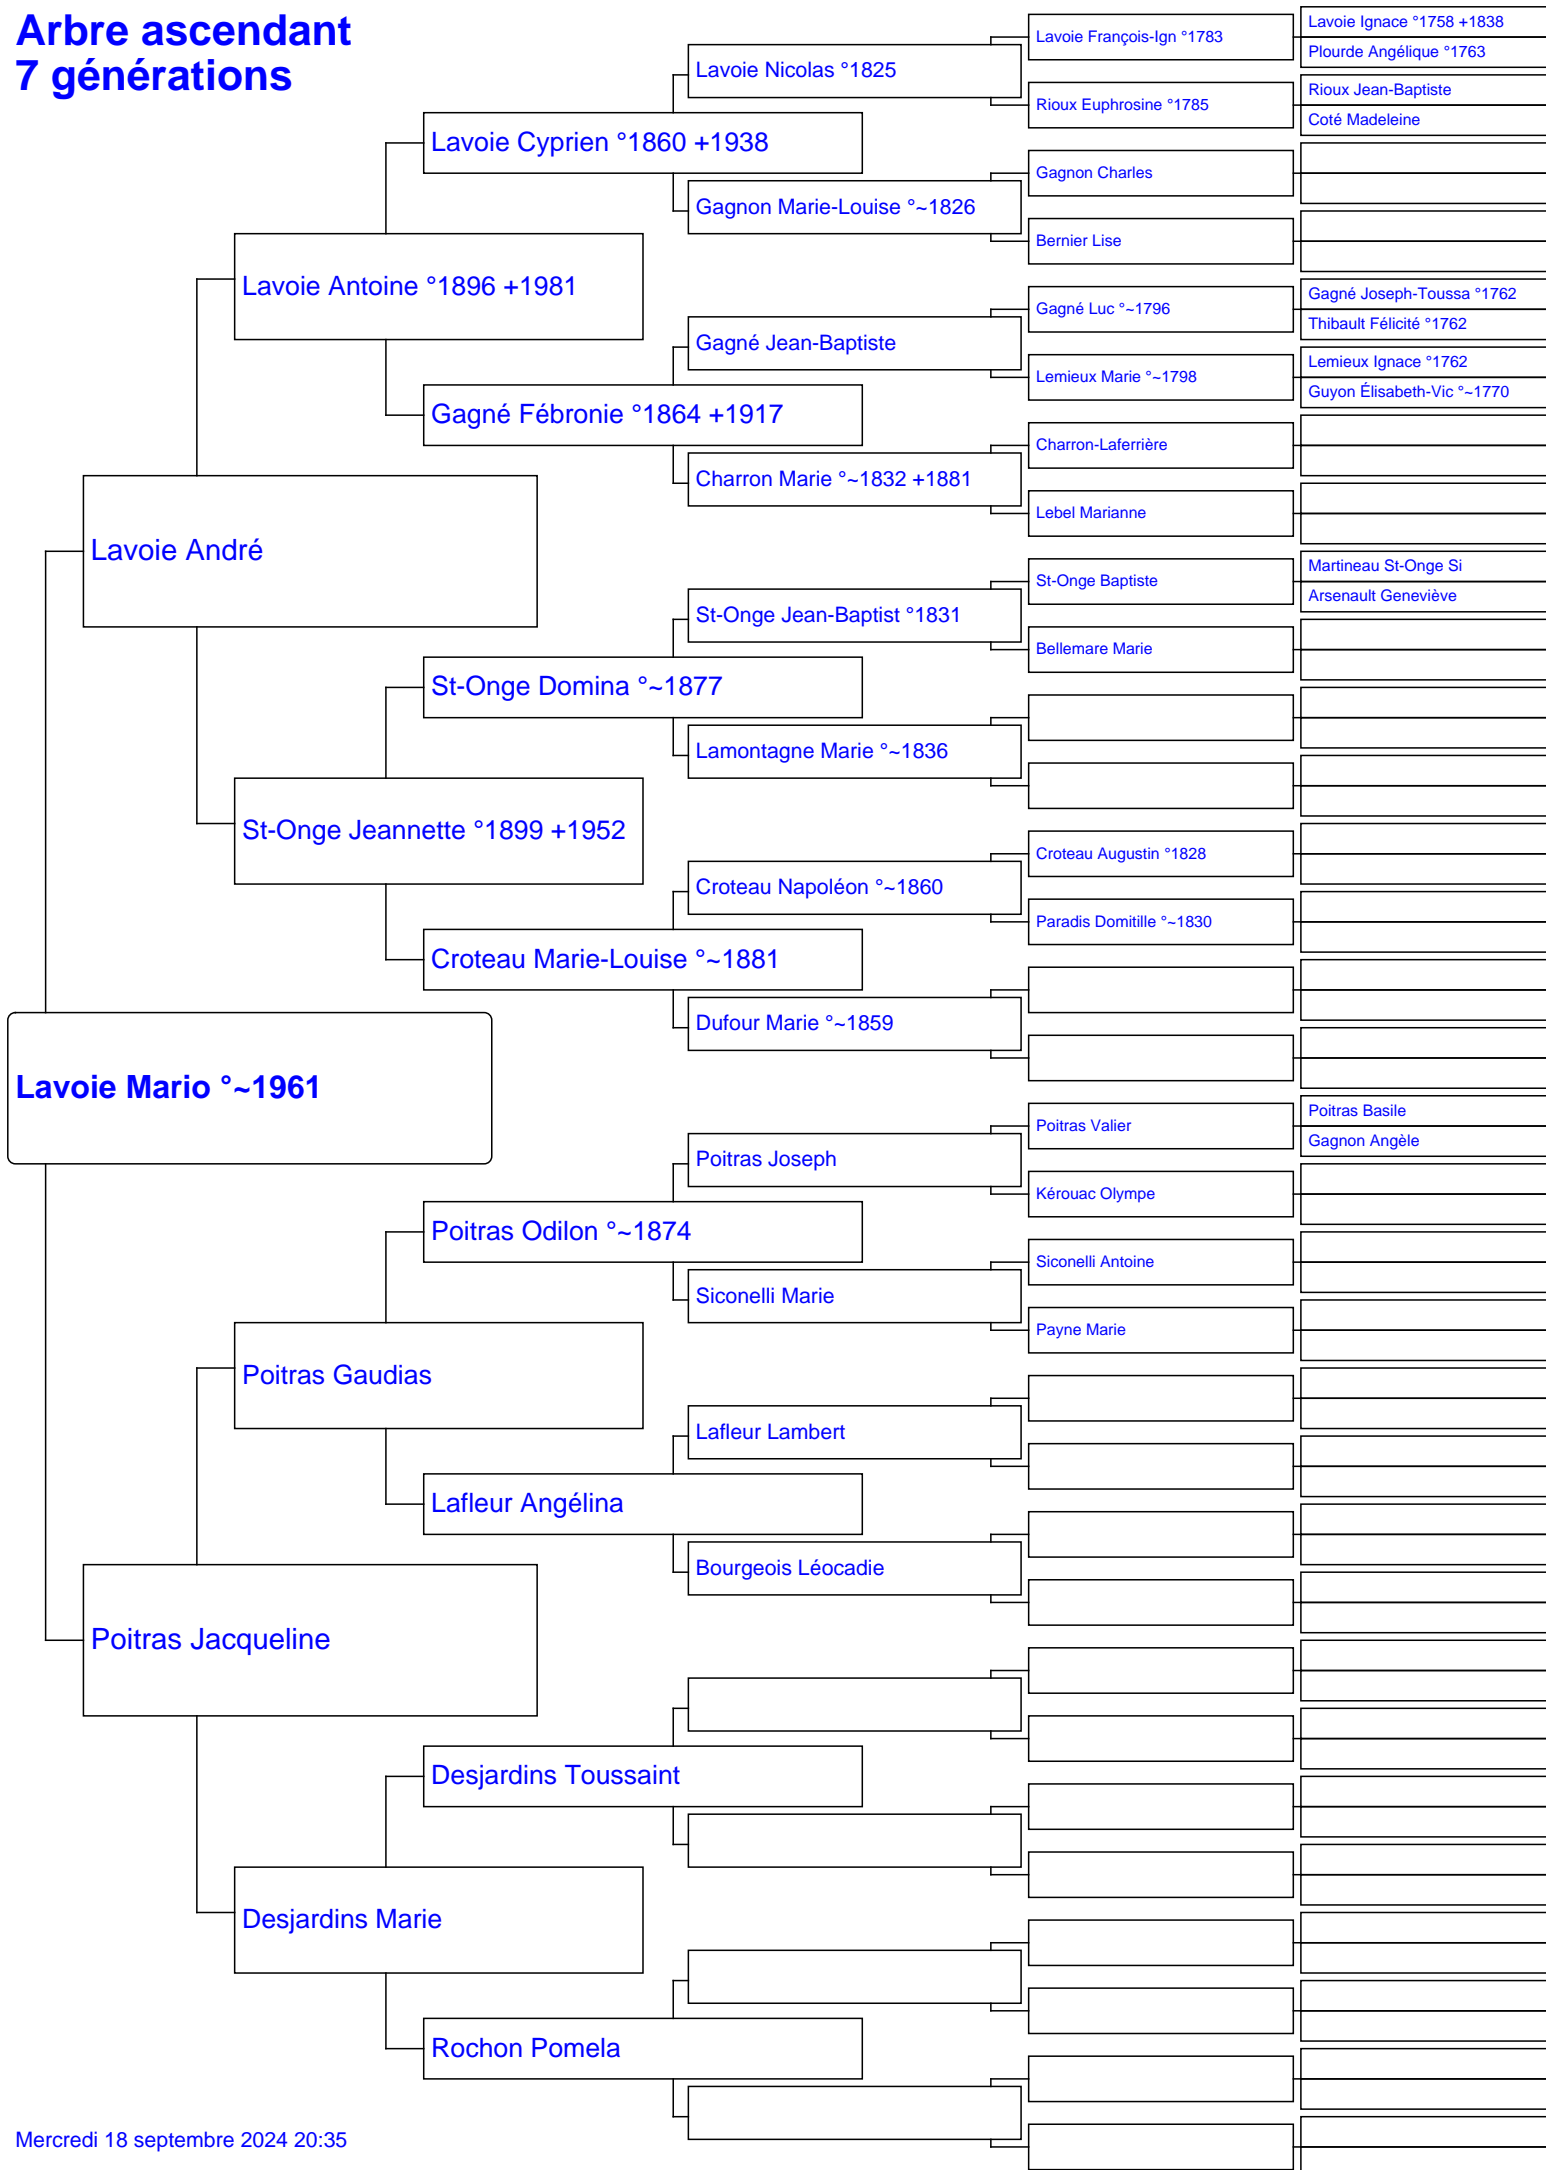 Arbre ascendant
7 générations
Lavoie Mario °~1961
Lavoie André
Poitras Jacqueline
Lavoie Antoine °1896 +1981
St-Onge Jeannette °1899 +1952
Poitras Gaudias
Desjardins Marie
Lavoie Cyprien °1860 +1938
Gagné Fébronie °1864 +1917
St-Onge Domina °~1877
Croteau Marie-Louise °~1881
Poitras Odilon °~1874
Lafleur Angélina
Desjardins Toussaint
Rochon Pomela
Lavoie Nicolas °1825
Gagnon Marie-Louise °~1826
Gagné Jean-Baptiste
Charron Marie °~1832 +1881
St-Onge Jean-Baptist °1831
Lamontagne Marie °~1836
Croteau Napoléon °~1860
Dufour Marie °~1859
Poitras Joseph
Siconelli Marie
Lafleur Lambert
Bourgeois Léocadie
Lavoie François-Ign °1783
Rioux Euphrosine °1785
Gagnon Charles
Bernier Lise
Gagné Luc °~1796
Lemieux Marie °~1798
Charron-Laferrière
Lebel Marianne
St-Onge Baptiste
Bellemare Marie
Croteau Augustin °1828
Paradis Domitille °~1830
Poitras Valier
Kérouac Olympe
Siconelli Antoine
Payne Marie
Lavoie Ignace °1758 +1838
Plourde Angélique °1763
Rioux Jean-Baptiste
Coté Madeleine
Gagné Joseph-Toussa °1762
Thibault Félicité °1762
Lemieux Ignace °1762
Guyon Élisabeth-Vic °~1770
Martineau St-Onge Si
Arsenault Geneviève
Poitras Basile
Gagnon Angèle
Mercredi 18 septembre 2024 20:35